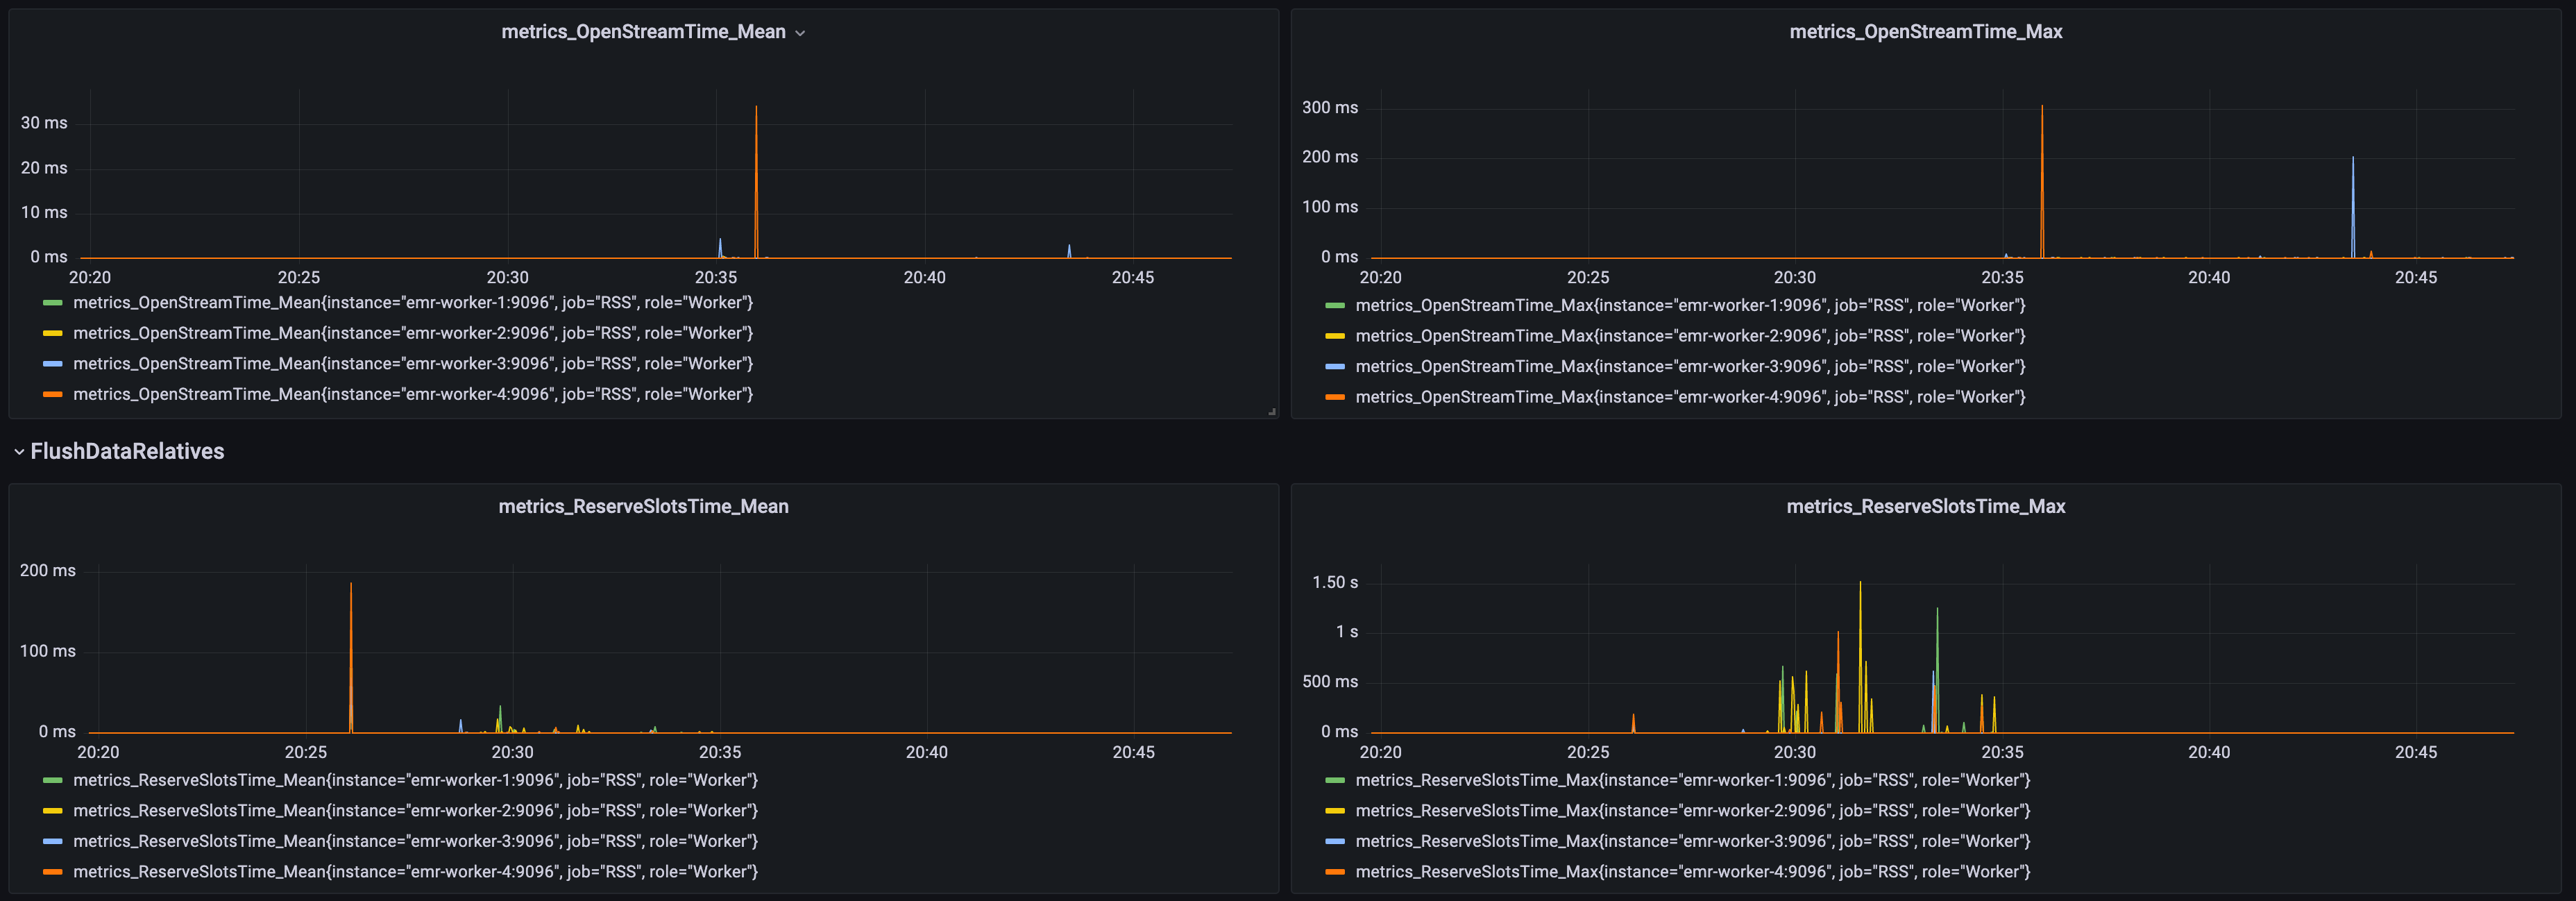 metrics_OpenStreamTime_Mean
30 ms
20 ms
10 ms
0 ms
20:20 20:25 20:30 20:35 20:40 20:45
metrics_OpenStreamTime_Mean{instance="emr-worker-1:9096", job="RSS", role="Worker"}
metrics_OpenStreamTime_Mean{instance="emr-worker-2:9096", job="RSS", role="Worker"}
metrics_OpenStreamTime_Mean{instance="emr-worker-3:9096", job="RSS", role="Worker"}
metrics_OpenStreamTime_Mean{instance="emr-worker-4:9096", job="RSS", role="Worker"}
metrics_OpenStreamTime_Max
300 ms
200 ms
100 ms
0 ms
20:20 20:25 20:30 20:35 20:40 20:45
metrics_OpenStreamTime_Max{instance="emr-worker-1:9096", job="RSS", role="Worker"}
metrics_OpenStreamTime_Max{instance="emr-worker-2:9096", job="RSS", role="Worker"}
metrics_OpenStreamTime_Max{instance="emr-worker-3:9096", job="RSS", role="Worker"}
metrics_OpenStreamTime_Max{instance="emr-worker-4:9096", job="RSS", role="Worker"}
FlushDataRelatives
metrics_ReserveSlotsTime_Mean
200 ms
100 ms
0 ms
20:20 20:25 20:30 20:35 20:40 20:45
metrics_ReserveSlotsTime_Mean{instance="emr-worker-1:9096", job="RSS", role="Worker"}
metrics_ReserveSlotsTime_Mean{instance="emr-worker-2:9096", job="RSS", role="Worker"}
metrics_ReserveSlotsTime_Mean{instance="emr-worker-3:9096", job="RSS", role="Worker"}
metrics_ReserveSlotsTime_Mean{instance="emr-worker-4:9096", job="RSS", role="Worker"}
metrics_ReserveSlotsTime_Max
1.50 s
1 s
500 ms
0 ms
20:20 20:25 20:30 20:35 20:40 20:45
metrics_ReserveSlotsTime_Max{instance="emr-worker-1:9096", job="RSS", role="Worker"}
metrics_ReserveSlotsTime_Max{instance="emr-worker-2:9096", job="RSS", role="Worker"}
metrics_ReserveSlotsTime_Max{instance="emr-worker-3:9096", job="RSS", role="Worker"}
metrics_ReserveSlotsTime_Max{instance="emr-worker-4:9096", job="RSS", role="Worker"}